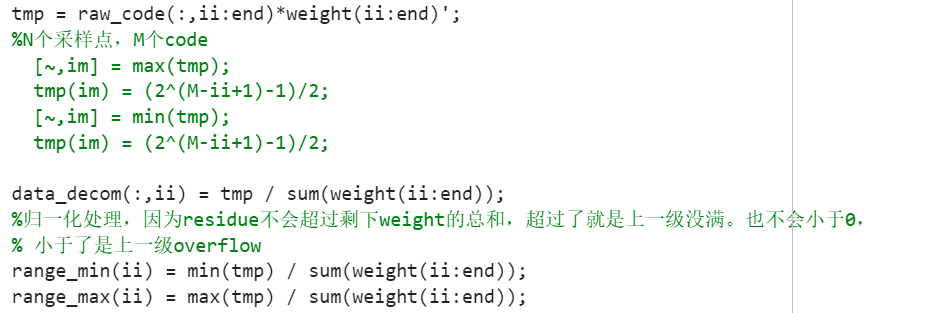 tmp = raw_code(:,ii:end)*weight(ii:end)';
%N个采样点，M个code
[~,im] = max(tmp);
tmp(im) = (2^(M-ii+1)-1)/2;
[~,im] = min(tmp);
tmp(im) = (2^(M-ii+1)-1)/2;
data_decom(:,ii) = tmp / sum(weight(ii:end));
%归一化处理，因为residue不会超过剩下weight的总和，超过了就是上一级没满。也不会小于0，
% 小于了是上一级overflow
range_min(ii) = min(tmp) / sum(weight(ii:end));
range_max(ii) = max(tmp) / sum(weight(ii:end));